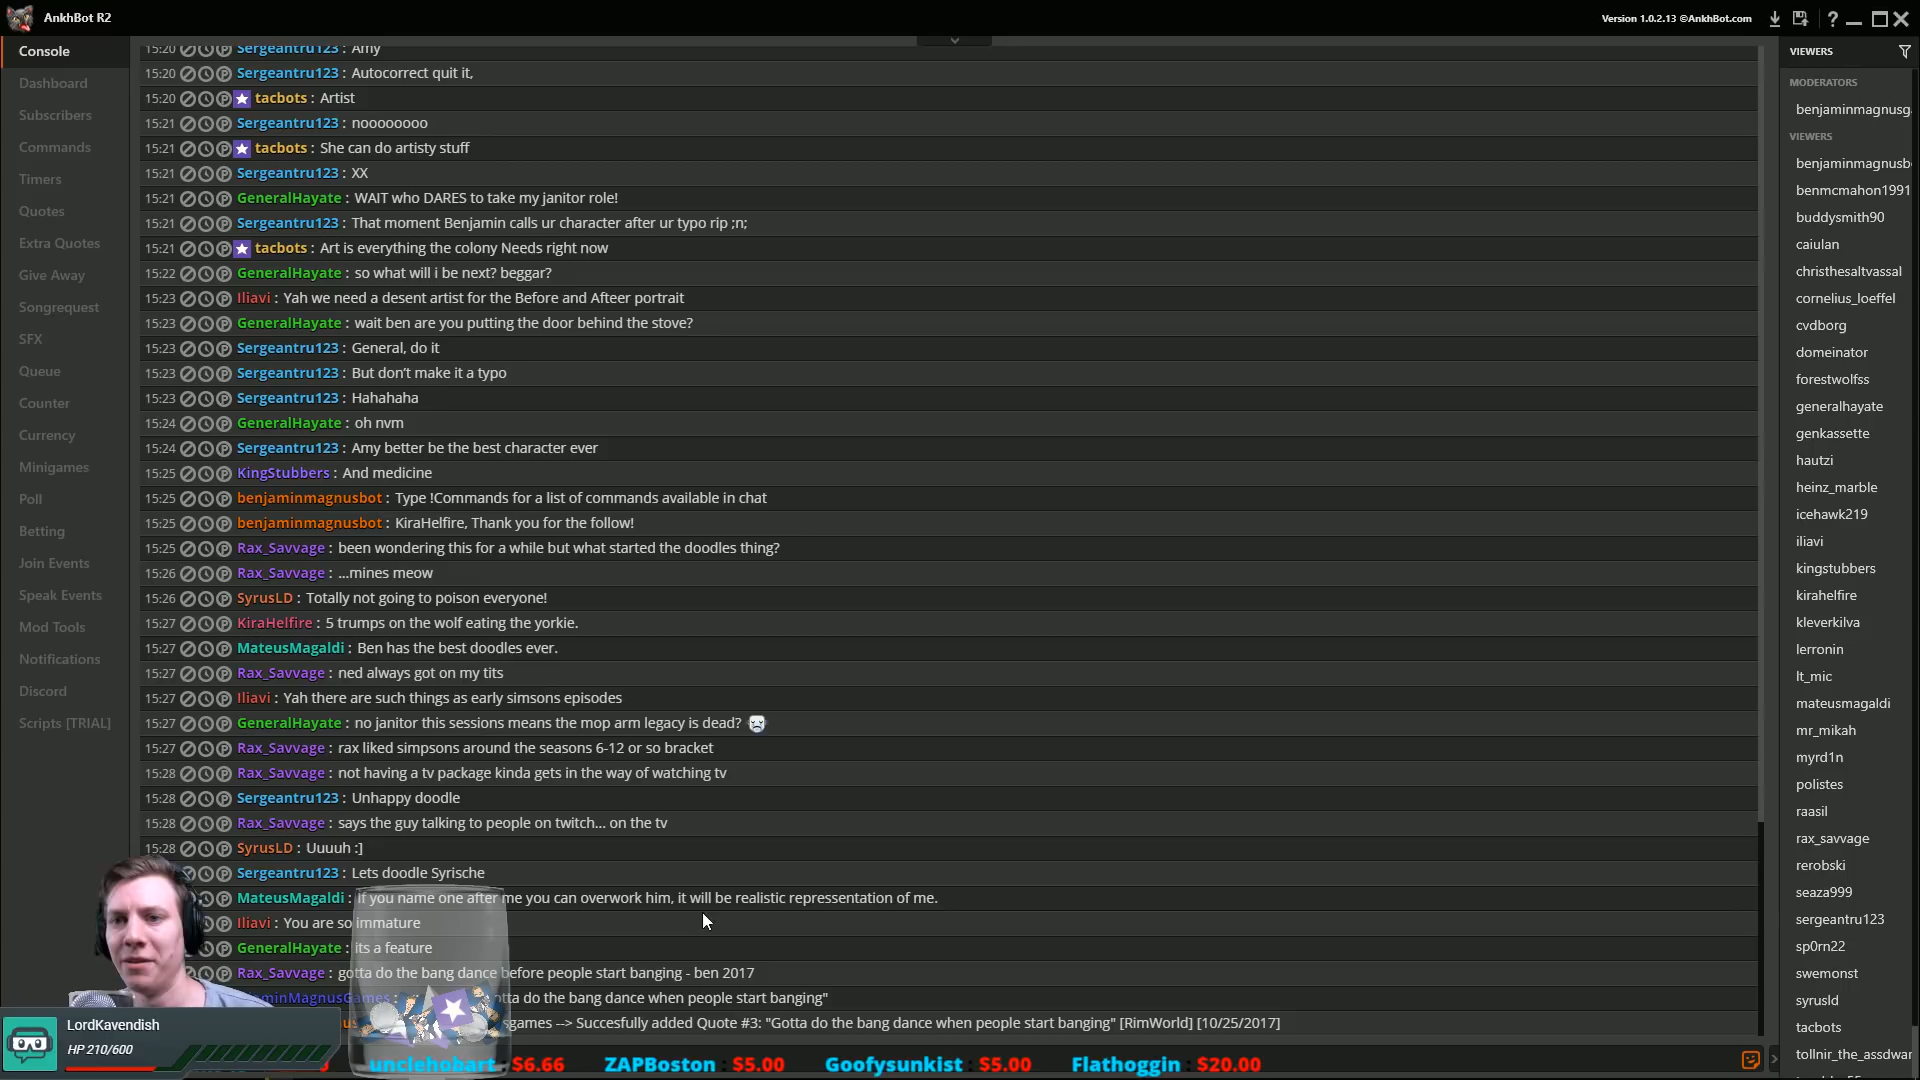 AnkhBot R2
Version 1.0.2.13 ©AnkhBot.com
Console
Dashboard
Subscribers
Commands
Timers
Quotes
Extra Quotes
Give Away
Songrequest
SFX
Queue
Counter
Currency
Minigames
Poll
Betting
Join Events
Speak Events
Mod Tools
Notifications
Discord
Scripts [TRIAL]
15:20 Sergeantru123 : Amy
15:20 Sergeantru123 : Autocorrect quit it,
15:20 tacbots : Artist
15:21 Sergeantru123 : noooooooo
15:21 tacbots : She can do artisty stuff
15:21 Sergeantru123 : XX
15:21 GeneralHayate : WAIT who DARES to take my janitor role!
15:21 Sergeantru123 : That moment Benjamin calls ur character after ur typo rip ;n;
15:21 tacbots : Art is everything the colony Needs right now
15:22 GeneralHayate : so what will i be next? beggar?
15:23 Iliavi : Yah we need a desent artist for the Before and Afteer portrait
15:23 GeneralHayate : wait ben are you putting the door behind the stove?
15:23 Sergeantru123 : General, do it
15:23 Sergeantru123 : But don't make it a typo
15:23 Sergeantru123 : Hahahaha
15:24 GeneralHayate : oh nvm
15:24 Sergeantru123 : Amy better be the best character ever
15:25 KingStubbers : And medicine
15:25 benjaminmagnusbot : Type !Commands for a list of commands available in chat
15:25 benjaminmagnusbot : KiraHelfire, Thank you for the follow!
15:25 Rax_Savvage : been wondering this for a while but what started the doodles thing?
15:26 Rax_Savvage : ...mines meow
15:26 SyrusLD : Totally not going to poison everyone!
15:27 KiraHelfire : 5 trumps on the wolf eating the yorkie.
15:27 MateusMagaldi : Ben has the best doodles ever.
15:27 Rax_Savvage : ned always got on my tits
15:27 Iliavi : Yah there are such things as early simsons episodes
15:27 GeneralHayate : no janitor this sessions means the mop arm legacy is dead?
15:27 Rax_Savvage : rax liked simpsons around the seasons 6-12 or so bracket
15:28 Rax_Savvage : not having a tv package kinda gets in the way of watching tv
15:28 Sergeantru123 : Unhappy doodle
15:28 Rax_Savvage : says the guy talking to people on twitch... on the tv
15:28 SyrusLD : Uuuuh :]
Sergeantru123 : Lets doodle Syrische
MateusMagaldi : If you name one after me you can overwork him, it will be realistic repressentation of me.
Iliavi : You are so immature
GeneralHayate : its a feature
Rax_Savvage : gotta do the bang dance before people start banging - ben 2017
minMagnusGames : otta do the bang dance when people start banging"
sgames --> Succesfully added Quote #3: "Gotta do the bang dance when people start banging" [RimWorld] [10/25/2017]
LordKavendish
HP 210/600
unclehobart $6.66 ZAPBoston $5.00 Goofysunkist $5.00 Flathoggin $20.00
VIEWERS
MODERATORS
benjaminmagnusg
VIEWERS
benjaminmagnusb
benmcmahon1991
buddysmith90
caiulan
christhesaltvassal
cornelius_loeffel
cvdborg
domeinator
forestwolfss
generalhayate
genkassette
hautzi
heinz_marble
icehawk219
iliavi
kingstubbers
kirahelfire
kleverkilva
lerronin
lt_mic
mateusmagaldi
mr_mikah
myrd1n
polistes
raasil
rax_savvage
rerobski
seaza999
sergeantru123
sp0rn22
swemonst
syrusld
tacbots
tollnir_the_assdwar